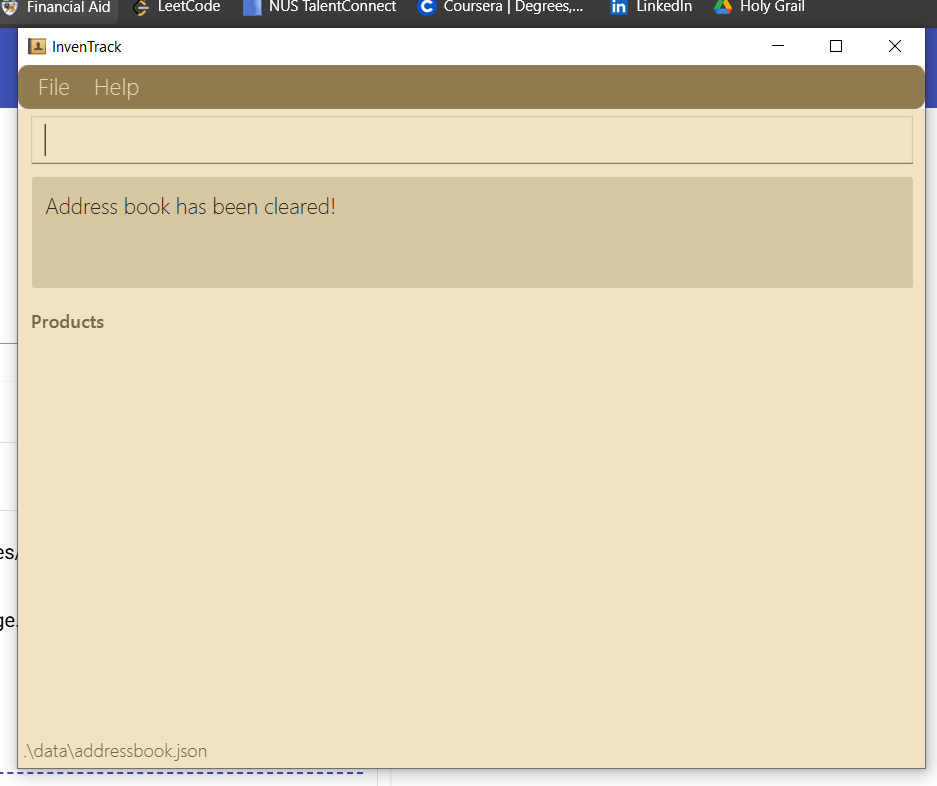 Financial Aid LeetCode NUS TalentConnect Coursera | Degrees,... LinkedIn Holy Grail
InvenTrack
File Help
Address book has been cleared!
Products
es/
ge.
.\data\addressbook.json